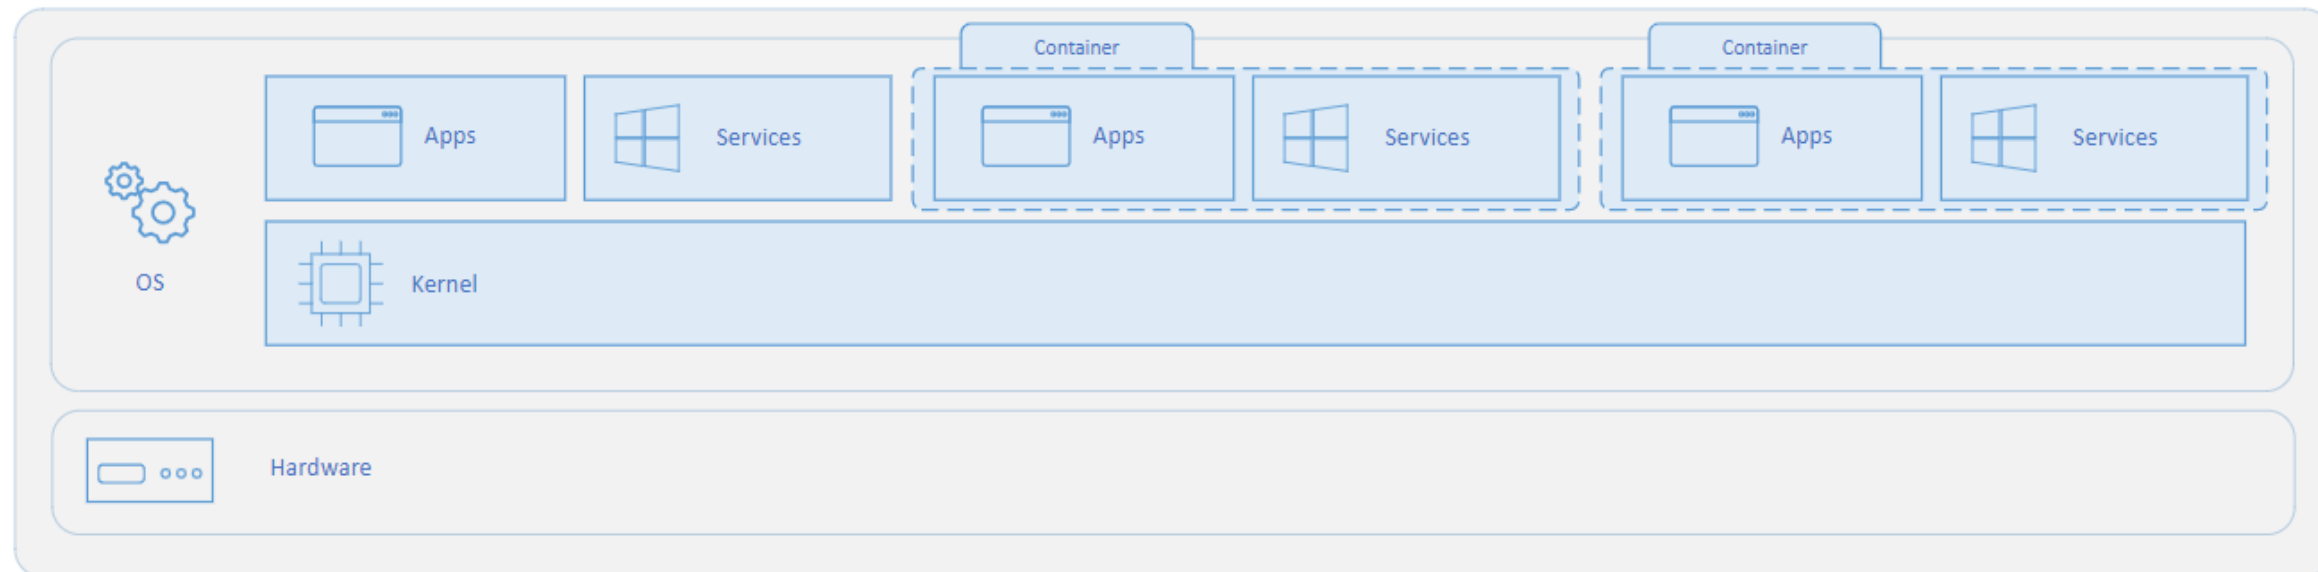 Container
Container
Apps
Services
Apps
Services
Apps
Services
OS
Kernel
Hardware